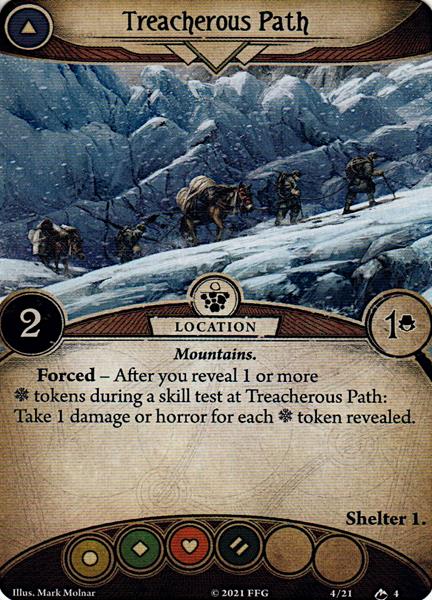 Treacherous Path
2
LOCATION
1
Mountains.
Forced – After you reveal 1 or more
tokens during a skill test at Treacherous Path:
Take 1 damage or horror for each token revealed.
Shelter 1.
Illus. Mark Molnar © 2021 FFG 4/21 4